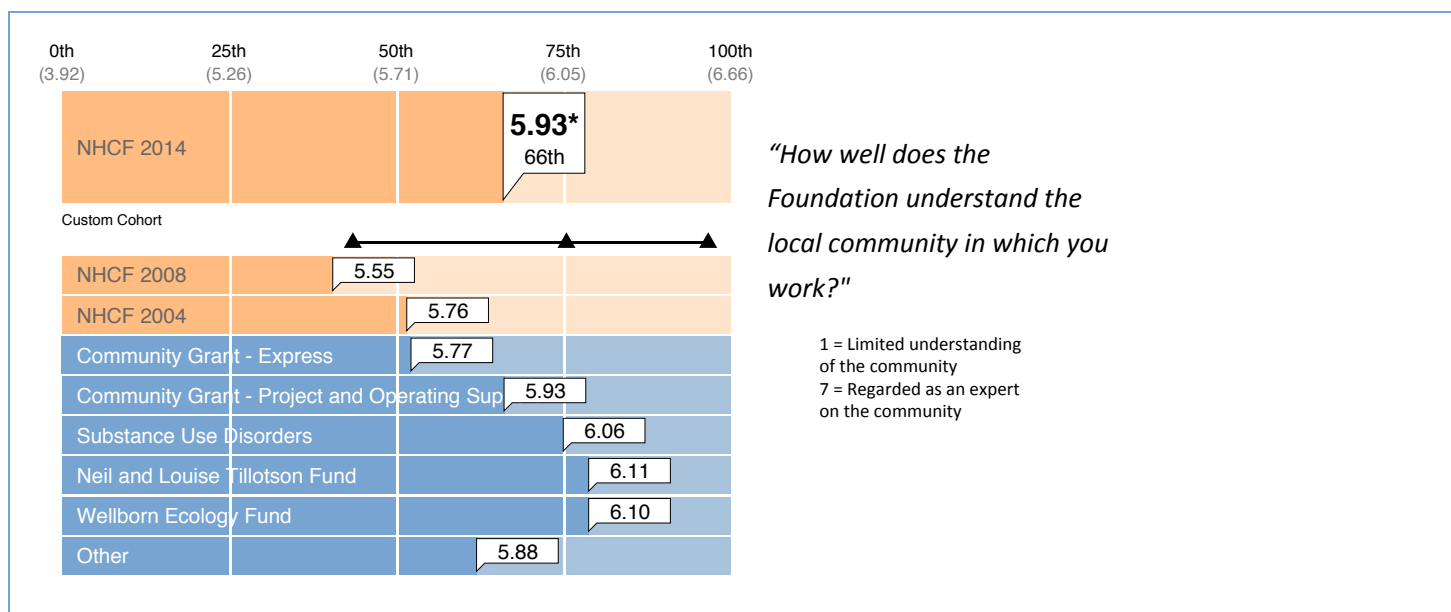 0th 25th 50th 75th 100th
(3.92) (5.26) (5.71) (6.05) (6.66)
NHCF 2014
5.93*
66th
Custom Cohort
NHCF 2008 5.55
NHCF 2004 5.76
Community Grant - Express 5.77
Community Grant - Project and Operating Sup 5.93
Substance Use Disorders 6.06
Neil and Louise Tillotson Fund 6.11
Wellborn Ecology Fund 6.10
Other 5.88
“How well does the
Foundation understand the
local community in which you
work?"
1 = Limited understanding
of the community
7 = Regarded as an expert
on the community